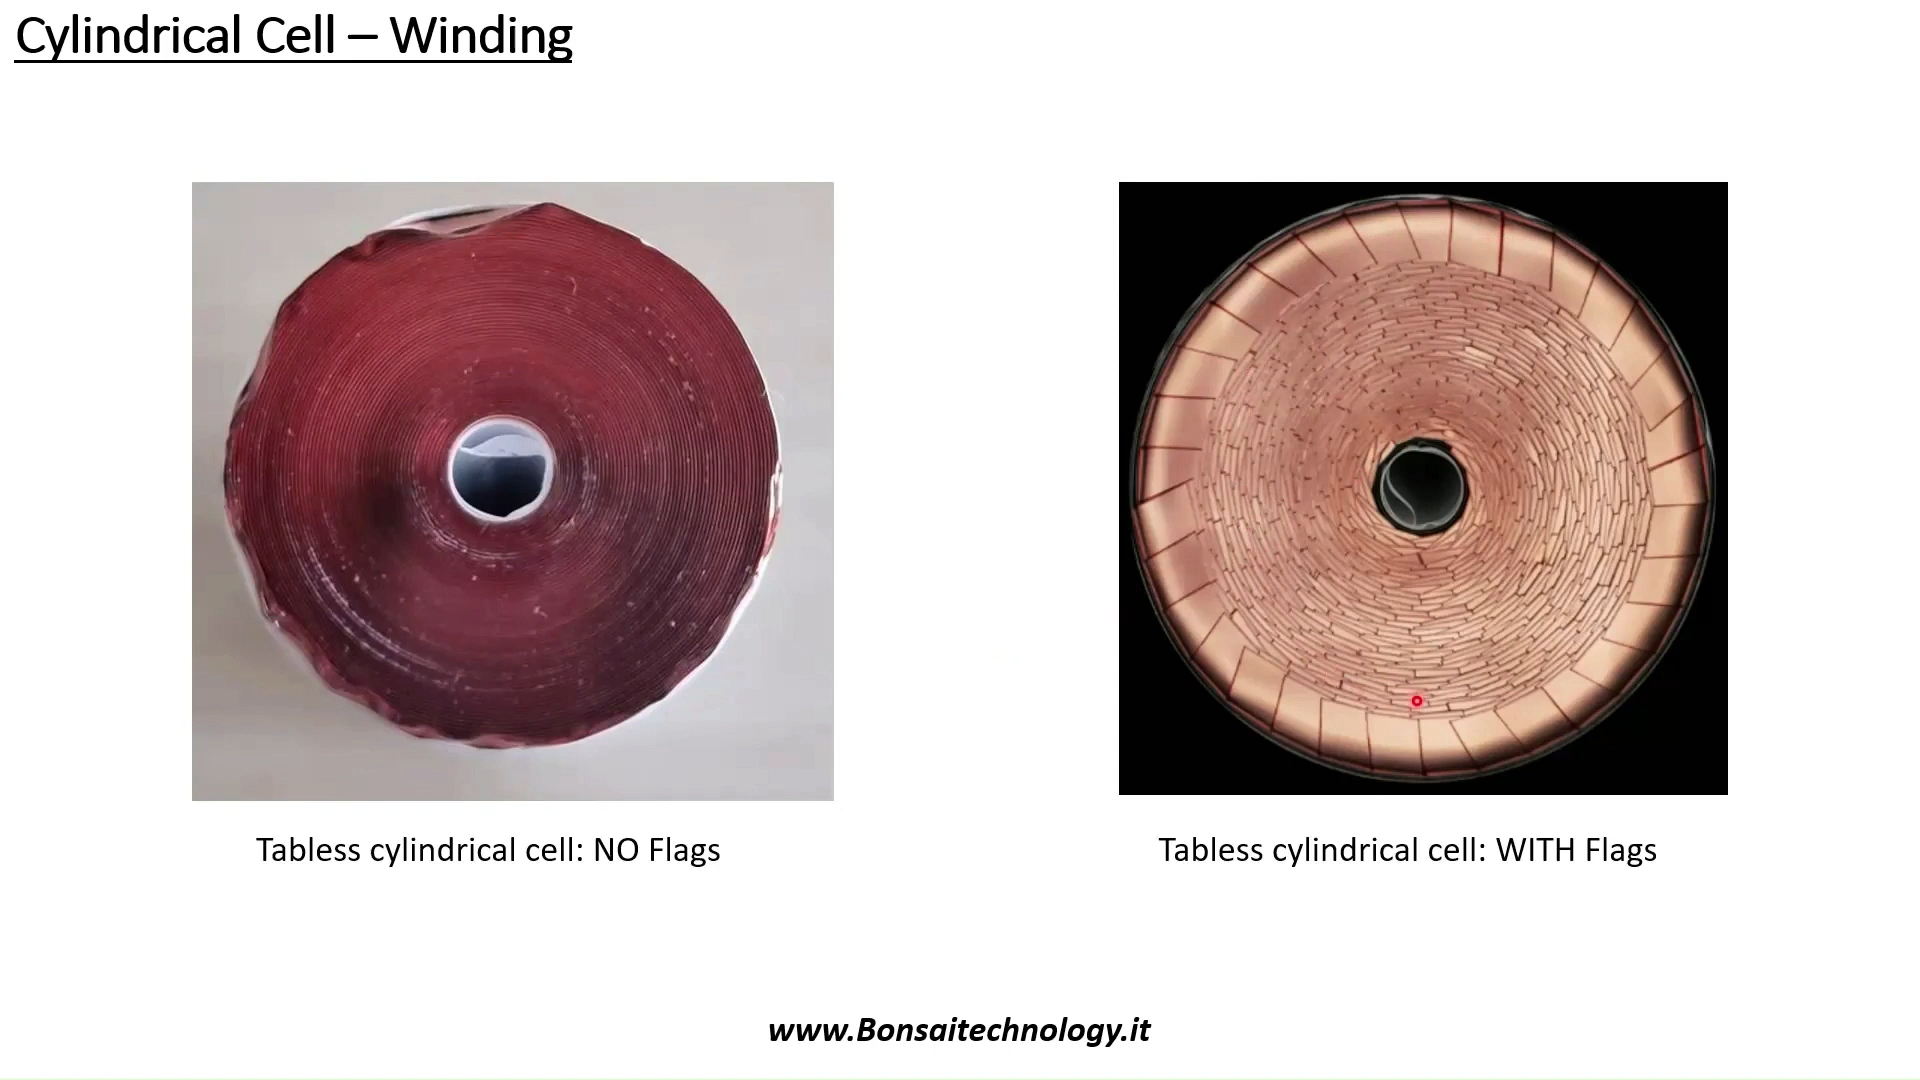 Cylindrical Cell – Winding
Tabless cylindrical cell: NO Flags
Tabless cylindrical cell: WITH Flags
www.Bonsaitechnology.it